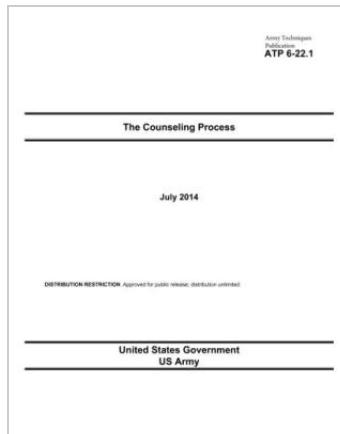 Army Techniques
Publication
ATP 6-22.1
The Counseling Process
July 2014
DISTRIBUTION RESTRICTION. Approved for public release; distribution unlimited.
United States Government
US Army